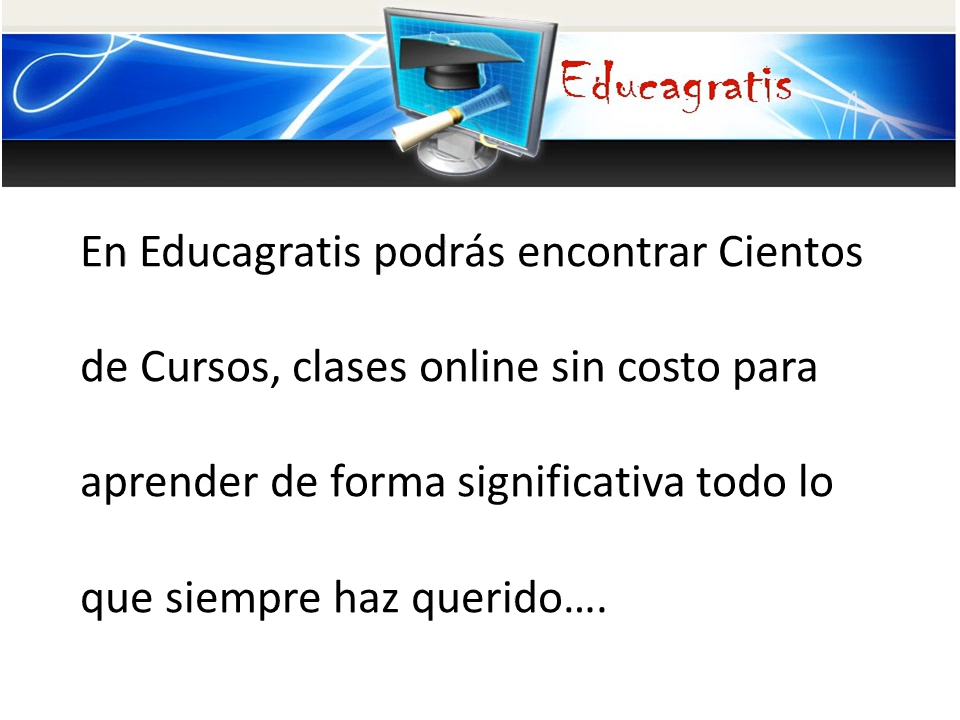 Educagratis
En Educagratis podrás encontrar Cientos
de Cursos, clases online sin costo para
aprender de forma significativa todo lo
que siempre haz querido....